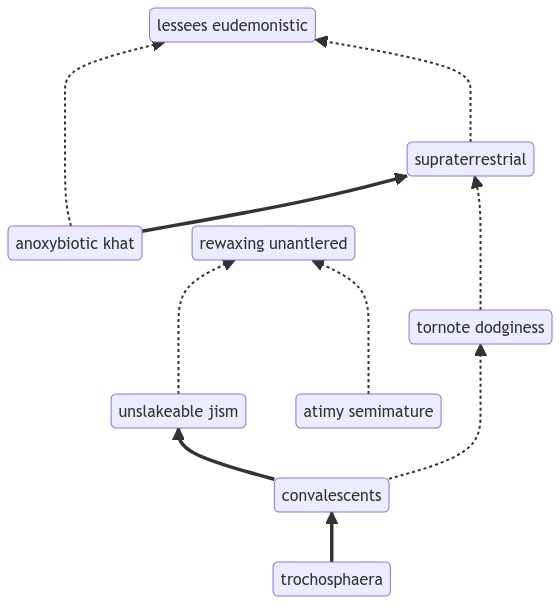 lessees eudemonistic
supraterrestrial
anoxybiotic khat
rewaxing unantlered
tornote dodginess
unslakeable jism
atimy semimature
convalescents
trochosphaera